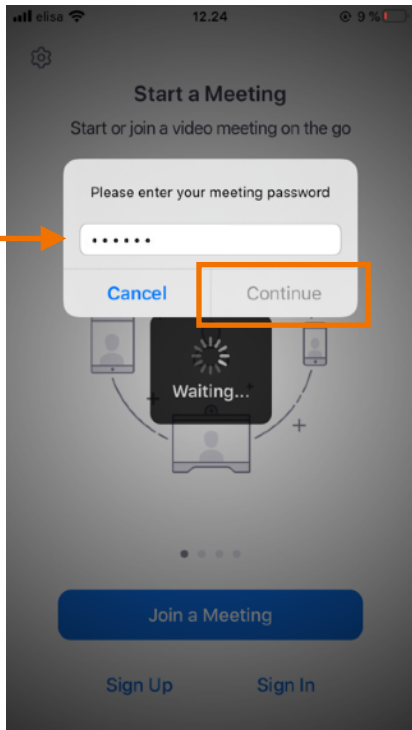 elisa 12.24 9 %
Start a Meeting
Start or join a video meeting on the go
Please enter your meeting password
••••••
Cancel Continue
Waiting...
Join a Meeting
Sign Up Sign In